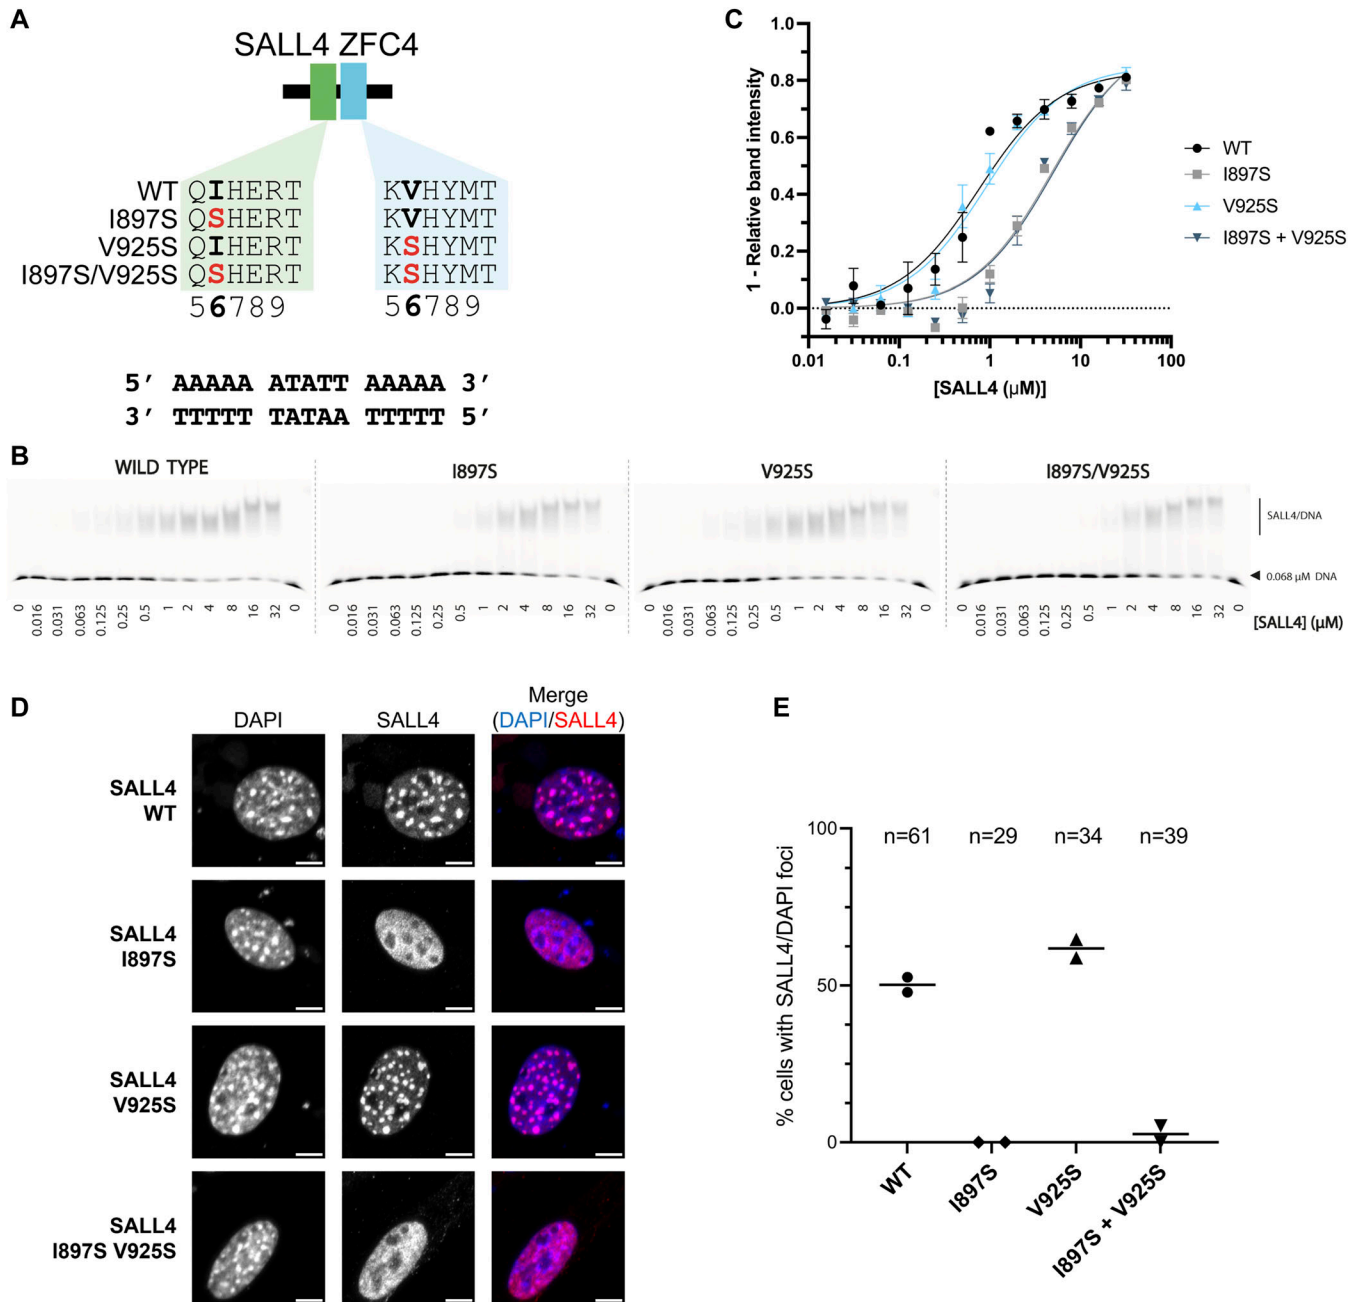 A
SALL4 ZFC4
WT QIHERT KVHYMT
I897S QSHERT KVHYMT
V925S QIHERT KSHYMT
I897S/V925S QSHERT KSHYMT
56789 56789
5′ AAAAA ATATT AAAAA 3′
3′ TTTTT TATAA TTTTT 5′
C
1 - Relative band intensity
1.0
0.8
0.6
0.4
0.2
0.0
0.01 0.1 1 10 100
[SALL4 (µM)]
WT
I897S
V925S
I897S + V925S
B
WILD TYPE I897S V925S I897S/V925S
SALL4/DNA
0.068 µM DNA
0 0.016 0.031 0.063 0.125 0.25 0.5 1 2 4 8 16 32 0 0 0.016 0.031 0.063 0.125 0.25 0.5 1 2 4 8 16 32 0 0 0.016 0.031 0.063 0.125 0.25 0.5 1 2 4 8 16 32 0 0 0.016 0.031 0.063 0.125 0.25 0.5 1 2 4 8 16 32 0
[SALL4] (µM)
D
DAPI SALL4 Merge
(DAPI/SALL4)
SALL4
WT
SALL4
I897S
SALL4
V925S
SALL4
I897S V925S
E
% cells with SALL4/DAPI foci
100
50
0
n=61 n=29 n=34 n=39
WT I897S V925S I897S + V925S